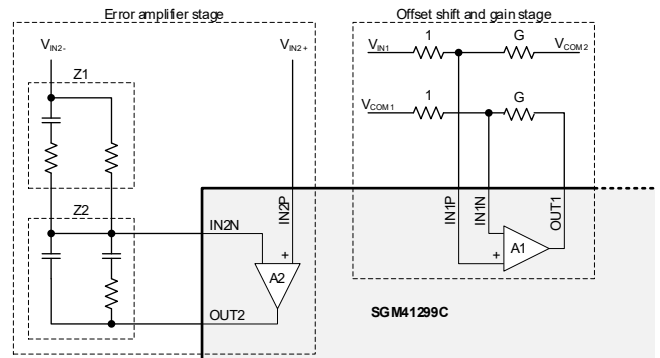 Error amplifier stage
Offset shift and gain stage
VIN2-
VIN2+
Z1
Z2
IN2N
IN2P
+
A2
OUT2
VIN1
1
G
VCOM2
VCOM1
1
G
IN1P
IN1N
OUT1
+
A1
SGM41299C